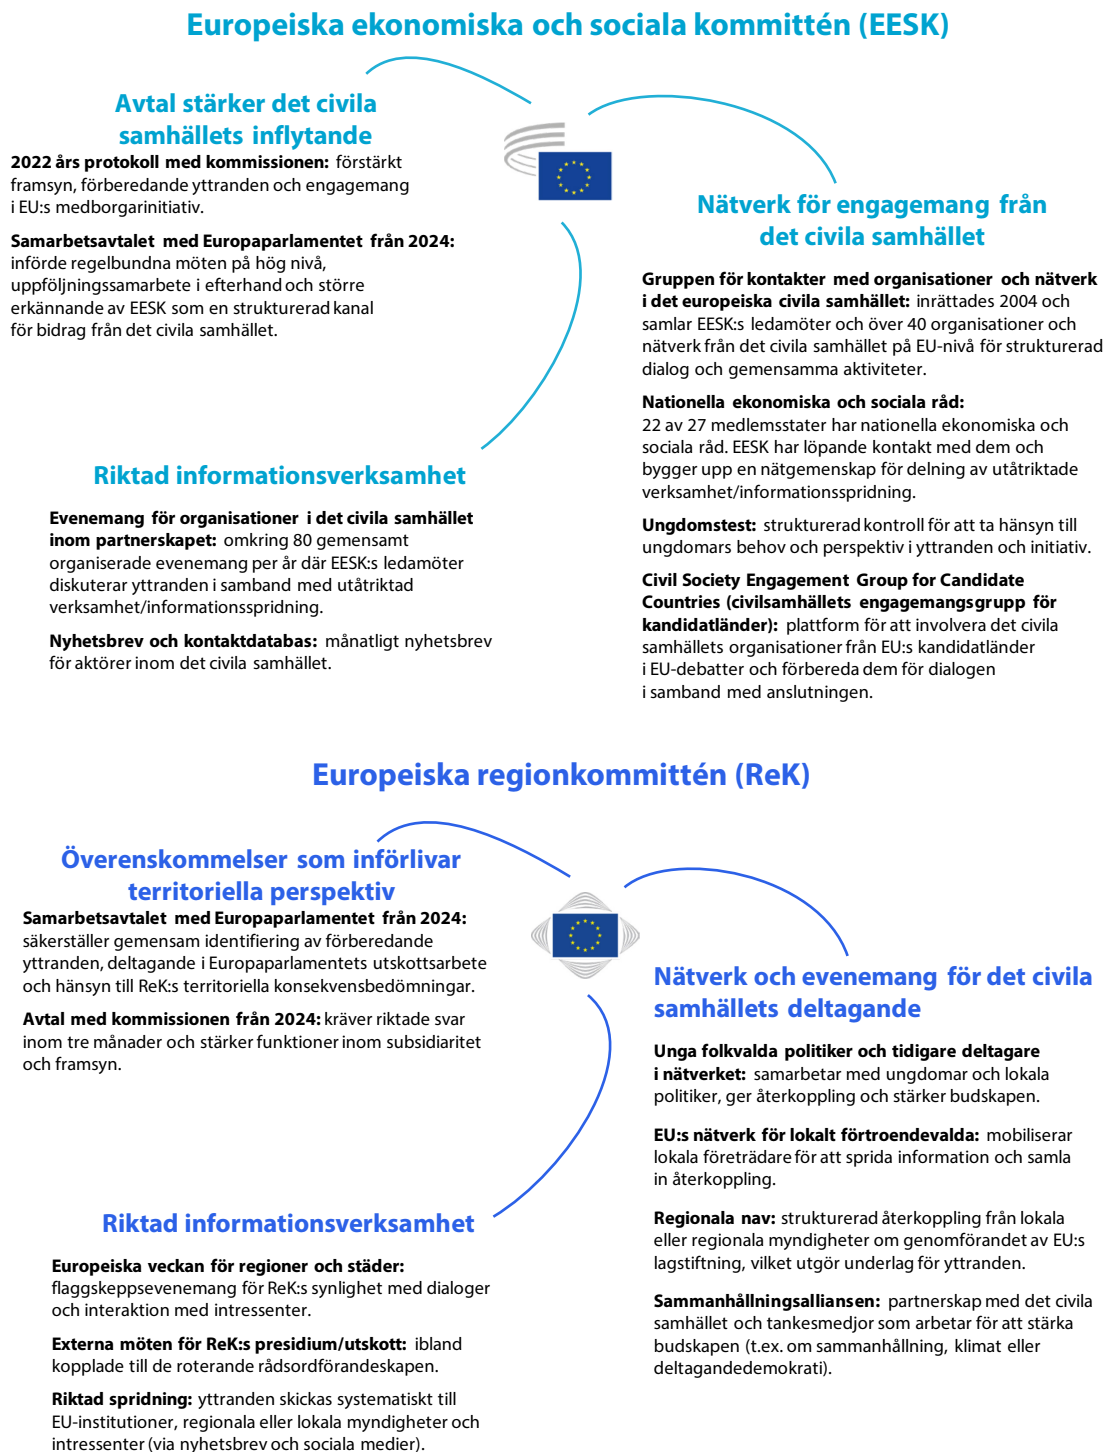 Europeiska ekonomiska och sociala kommittén (EESK)
Avtal stärker det civila
samhällets inflytande
2022 års protokoll med kommissionen: förstärkt
framsyn, förberedande yttranden och engagemang
i EU:s medborgarinitiativ.
Samarbetsavtalet med Europaparlamentet från 2024:
införde regelbundna möten på hög nivå,
uppföljningssamarbete i efterhand och större
erkännande av EESK som en strukturerad kanal
för bidrag från det civila samhället.
Nätverk för engagemang från
det civila samhället
Gruppen för kontakter med organisationer och nätverk
i det europeiska civila samhället: inrättades 2004 och
samlar EESK:s ledamöter och över 40 organisationer och
nätverk från det civila samhället på EU-nivå för strukturerad
dialog och gemensamma aktiviteter.
Nationella ekonomiska och sociala råd:
22 av 27 medlemsstater har nationella ekonomiska och
sociala råd. EESK har löpande kontakt med dem och
bygger upp en nätgemenskap för delning av utåtriktade
verksamhet/informationsspridning.
Ungdomstest: strukturerad kontroll för att ta hänsyn till
ungdomars behov och perspektiv i yttranden och initiativ.
Civil Society Engagement Group for Candidate
Countries (civilsamhällets engagemangsgrupp för
kandidatländer): plattform för att involvera det civila
samhällets organisationer från EU:s kandidatländer
i EU-debatter och förbereda dem för dialogen
i samband med anslutningen.
Riktad informationsverksamhet
Evenemang för organisationer i det civila samhället
inom partnerskapet: omkring 80 gemensamt
organiserade evenemang per år där EESK:s ledamöter
diskuterar yttranden i samband med utåtriktad
verksamhet/informationsspridning.
Nyhetsbrev och kontaktdatabas: månatligt nyhetsbrev
för aktörer inom det civila samhället.
Europeiska regionkommittén (ReK)
Överenskommelser som införlivar
territoriella perspektiv
Samarbetsavtalet med Europaparlamentet från 2024:
säkerställer gemensam identifiering av förberedande
yttranden, deltagande i Europaparlamentets utskottsarbete
och hänsyn till ReK:s territoriella konsekvensbedömningar.
Avtal med kommissionen från 2024: kräver riktade svar
inom tre månader och stärker funktioner inom subsidiaritet
och framsyn.
Nätverk och evenemang för det civila
samhällets deltagande
Unga folkvalda politiker och tidigare deltagare
i nätverket: samarbetar med ungdomar och lokala
politiker, ger återkoppling och stärker budskapen.
EU:s nätverk för lokalt förtroendevalda: mobiliserar
lokala företrädare för att sprida information och samla
in återkoppling.
Regionala nav: strukturerad återkoppling från lokala
eller regionala myndigheter om genomförandet av EU:s
lagstiftning, vilket utgör underlag för yttranden.
Sammanhållningsalliansen: partnerskap med det civila
samhället och tankesmedjor som arbetar för att stärka
budskapen (t.ex. om sammanhållning, klimat eller
deltagandedemokrati).
Riktad informationsverksamhet
Europeiska veckan för regioner och städer:
flaggskeppsevenemang för ReK:s synlighet med dialoger
och interaktion med intressenter.
Externa möten för ReK:s presidium/utskott: ibland
kopplade till de roterande rådsordförandeskapen.
Riktad spridning: yttranden skickas systematiskt till
EU-institutioner, regionala eller lokala myndigheter och
intressenter (via nyhetsbrev och sociala medier).